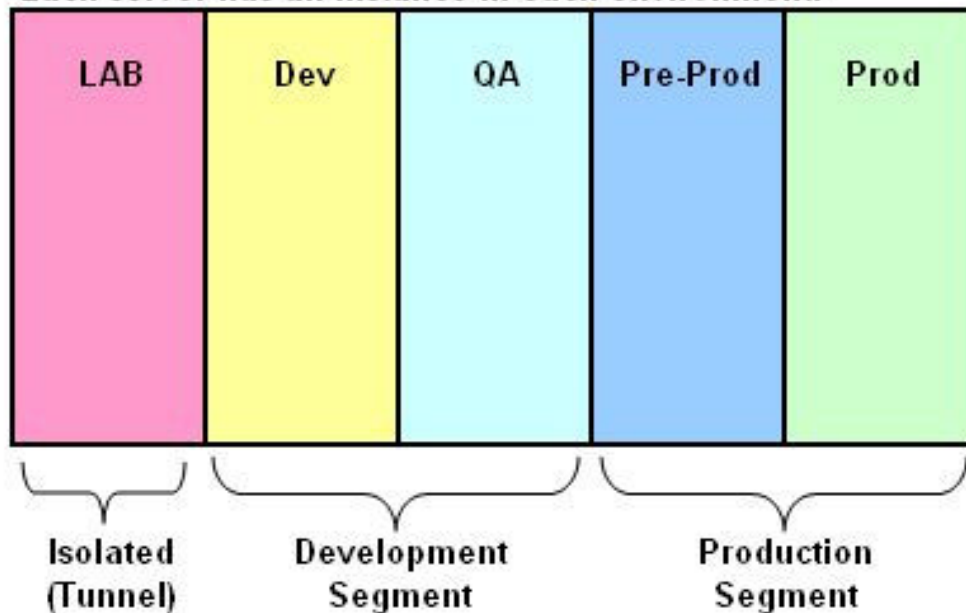 LAB Dev QA Pre-Prod Prod
Isolated Development Production
(Tunnel) Segment Segment